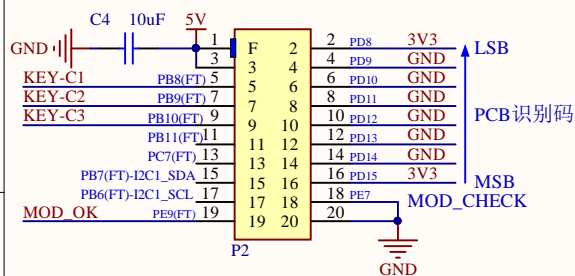 C4 10uF 5V
GND 1 F 2 2 PD8 3V3 LSB
3 3 4 4 PD9 GND
KEY-C1 PB8(FT) 5 5 6 6 PD10 GND
KEY-C2 PB9(FT) 7 7 8 8 PD11 GND PCB识别码
KEY-C3 PB10(FT) 9 9 10 10 PD12 GND
PB11(FT) 11 11 12 12 PD13 GND
PC7(FT) 13 13 14 14 PD14 GND
PB7(FT)-I2C1_SDA 15 15 16 16 PD15 3V3 MSB
PB6(FT)-I2C1_SCL 17 17 18 18 PE7 MOD_CHECK
MOD_OK PE9(FT) 19 19 20 20
P2
GND